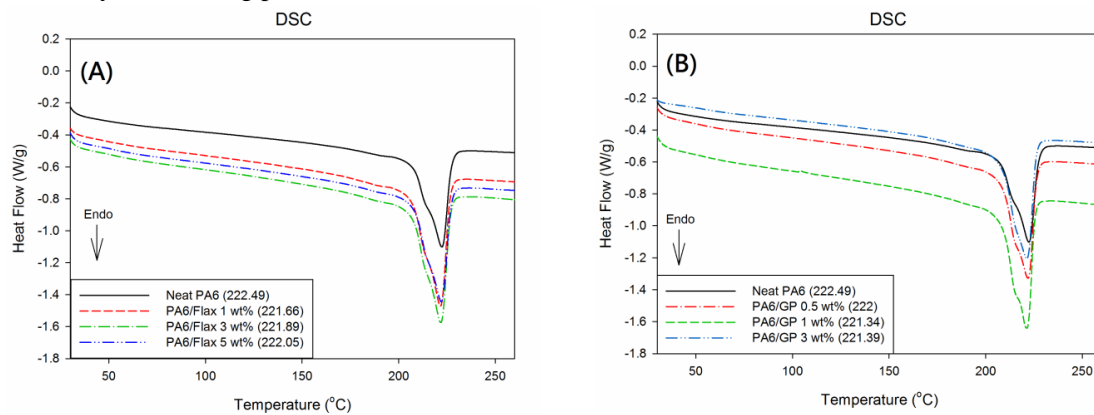 DSC
(A)
0.2
0.0
-0.2
-0.4
-0.6
-0.8
-1.0
-1.2
-1.4
-1.6
-1.8
Heat Flow (W/g)
Endo
Neat PA6 (222.49)
PA6/Flax 1 wt% (221.66)
PA6/Flax 3 wt% (221.89)
PA6/Flax 5 wt% (222.05)
50
100
150
200
250
Temperature (°C)
DSC
(B)
0.2
0.0
-0.2
-0.4
-0.6
-0.8
-1.0
-1.2
-1.4
-1.6
-1.8
Heat Flow (W/g)
Endo
Neat PA6 (222.49)
PA6/GP 0.5 wt% (222)
PA6/GP 1 wt% (221.34)
PA6/GP 3 wt% (221.39)
50
100
150
200
250
Temperature (°C)